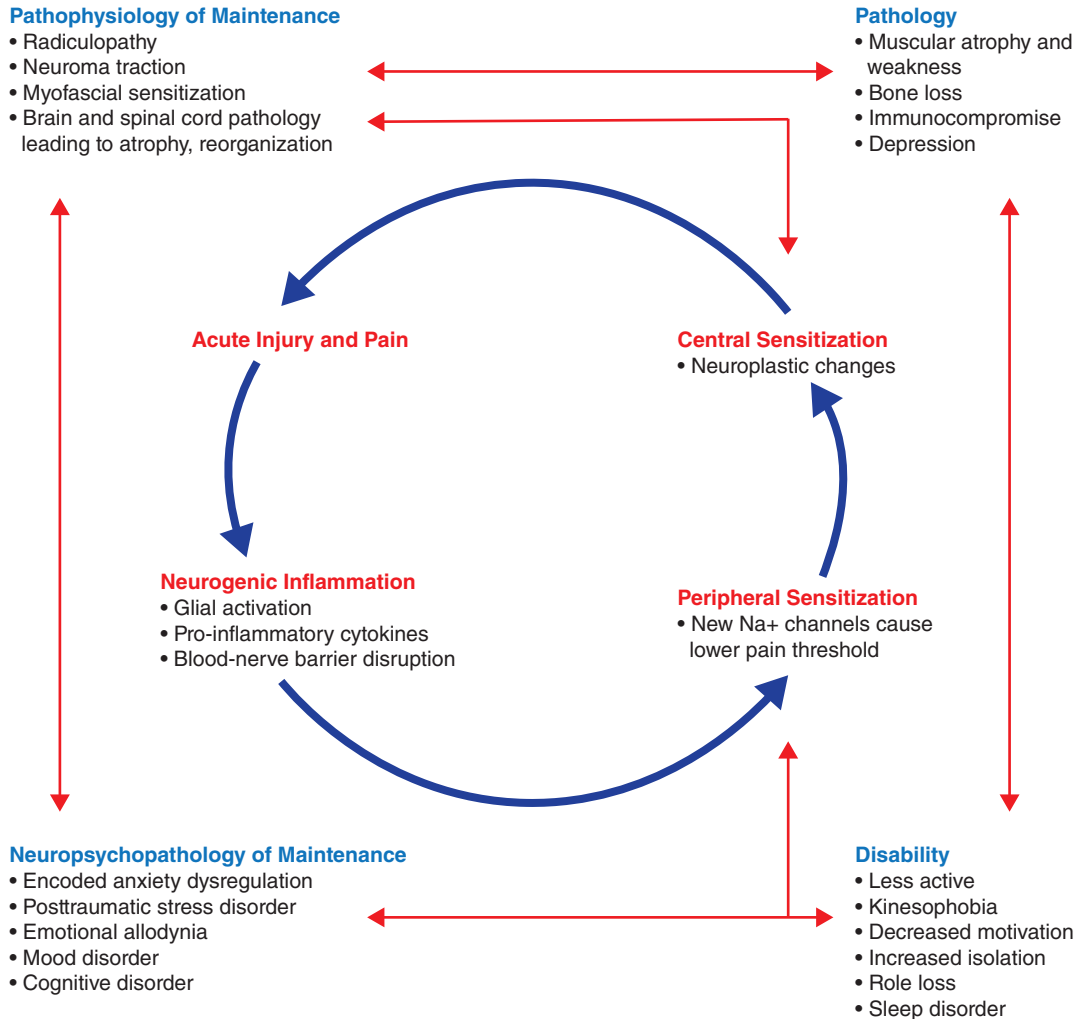 Pathophysiology of Maintenance
• Radiculopathy
• Neuroma traction
• Myofascial sensitization
• Brain and spinal cord pathology
leading to atrophy, reorganization
Pathology
• Muscular atrophy and
weakness
• Bone loss
• Immunocompromise
• Depression
Acute Injury and Pain
Central Sensitization
• Neuroplastic changes
Neurogenic Inflammation
• Glial activation
• Pro-inflammatory cytokines
• Blood-nerve barrier disruption
Peripheral Sensitization
• New Na+ channels cause
lower pain threshold
Neuropsychopathology of Maintenance
• Encoded anxiety dysregulation
• Posttraumatic stress disorder
• Emotional allodynia
• Mood disorder
• Cognitive disorder
Disability
• Less active
• Kinesophobia
• Decreased motivation
• Increased isolation
• Role loss
• Sleep disorder